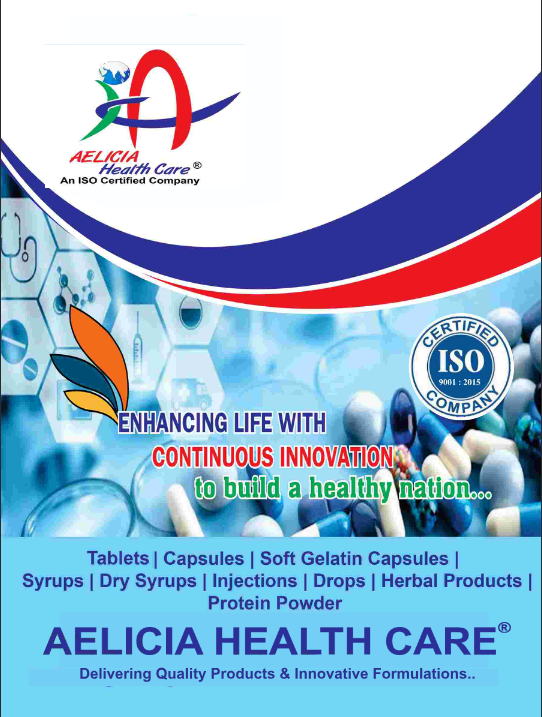 AELICIA
Health Care®
An ISO Certified Company
CERTIFIED
ISO
9001 : 2015
COMPANY
ENHANCING LIFE WITH
CONTINUOUS INNOVATION
to build a healthy nation...
Tablets | Capsules | Soft Gelatin Capsules |
Syrups | Dry Syrups | Injections | Drops | Herbal Products |
Protein Powder
AELICIA HEALTH CARE®
Delivering Quality Products & Innovative Formulations..